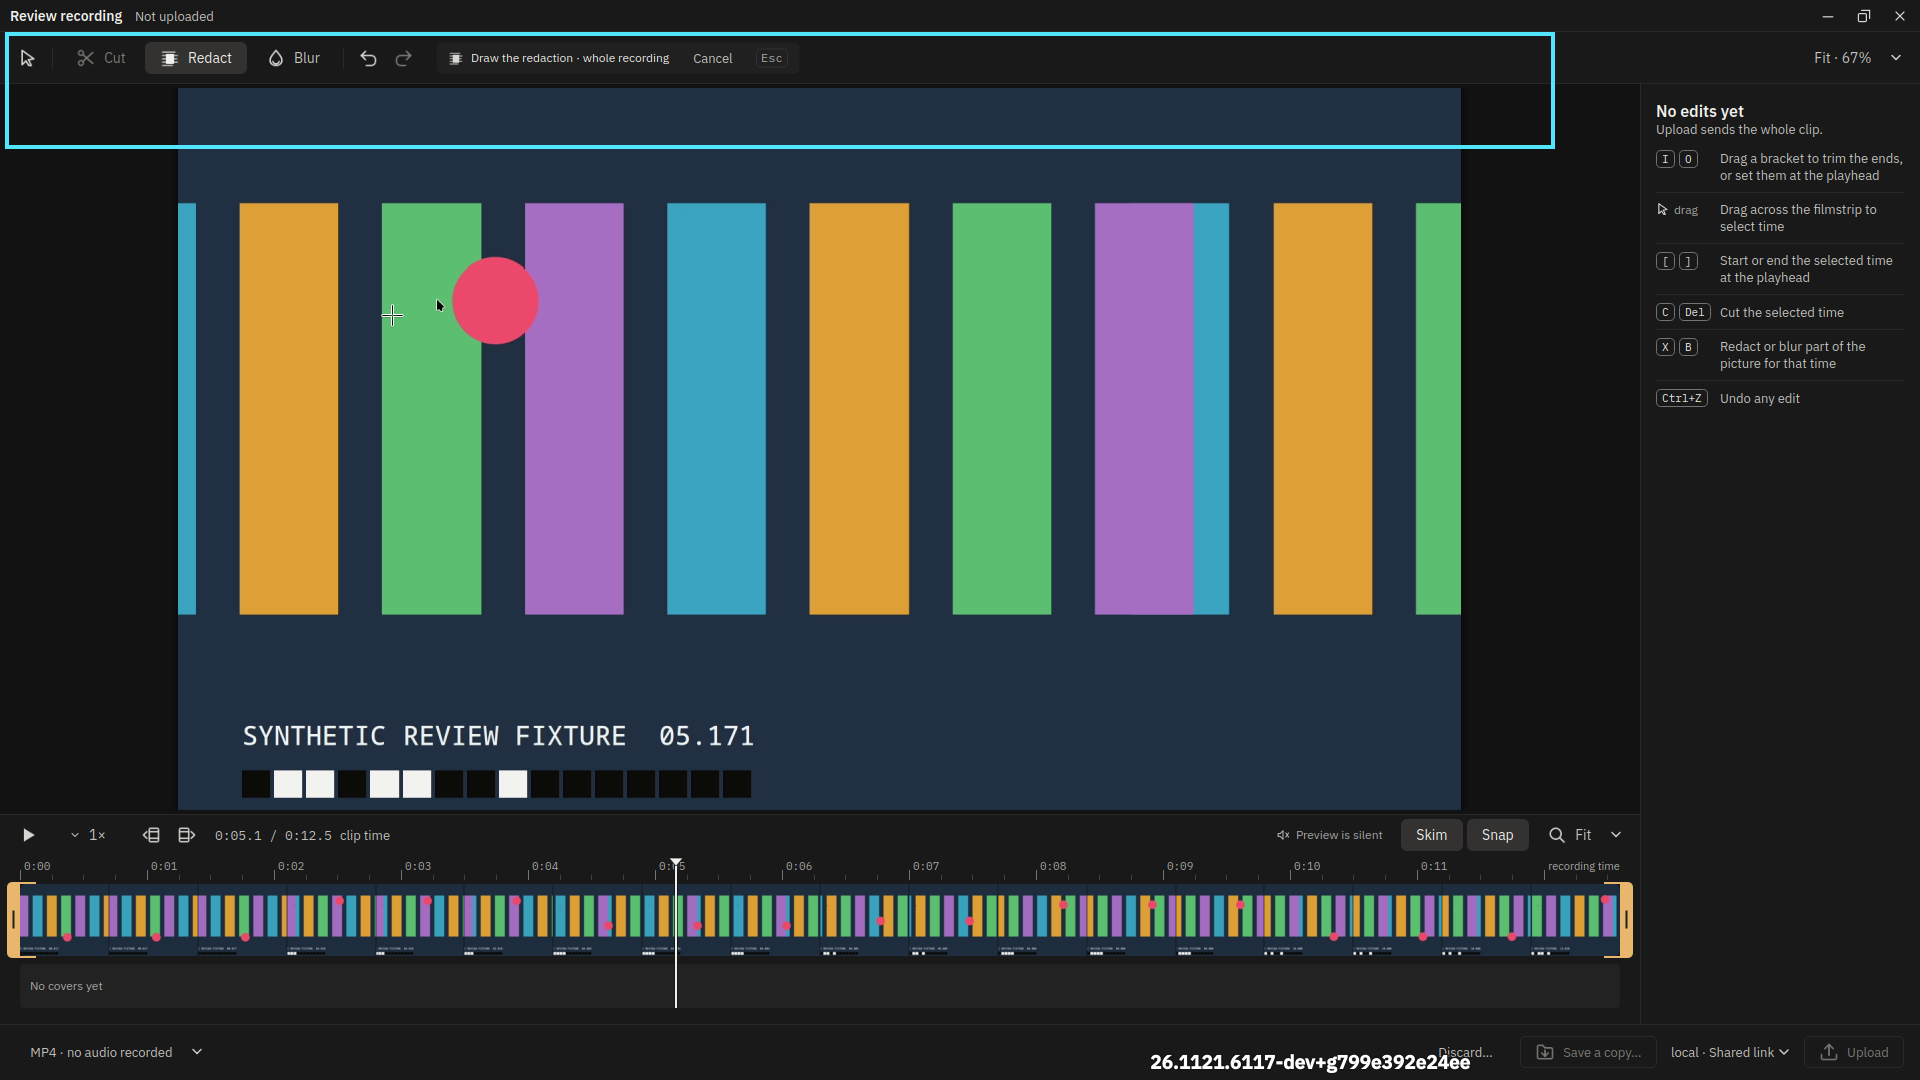 Review recording Not uploaded
Cut Redact Blur Draw the redaction · whole recording Cancel Esc Fit · 67%
No edits yet
Upload sends the whole clip.
I O Drag a bracket to trim the ends,
or set them at the playhead
drag Drag across the filmstrip to
select time
[ ] Start or end the selected time
at the playhead
C Del Cut the selected time
X B Redact or blur part of the
picture for that time
Ctrl+Z Undo any edit
SYNTHETIC REVIEW FIXTURE 05.171
1× 0:05.1 / 0:12.5 clip time Preview is silent Skim Snap Fit
0:00 0:01 0:02 0:03 0:04 0:05 0:06 0:07 0:08 0:09 0:10 0:11 recording time
No covers yet
MP4 · no audio recorded Discard... Save a copy... local · Shared link Upload
26.1121.6117-dev+g799e392e24ee